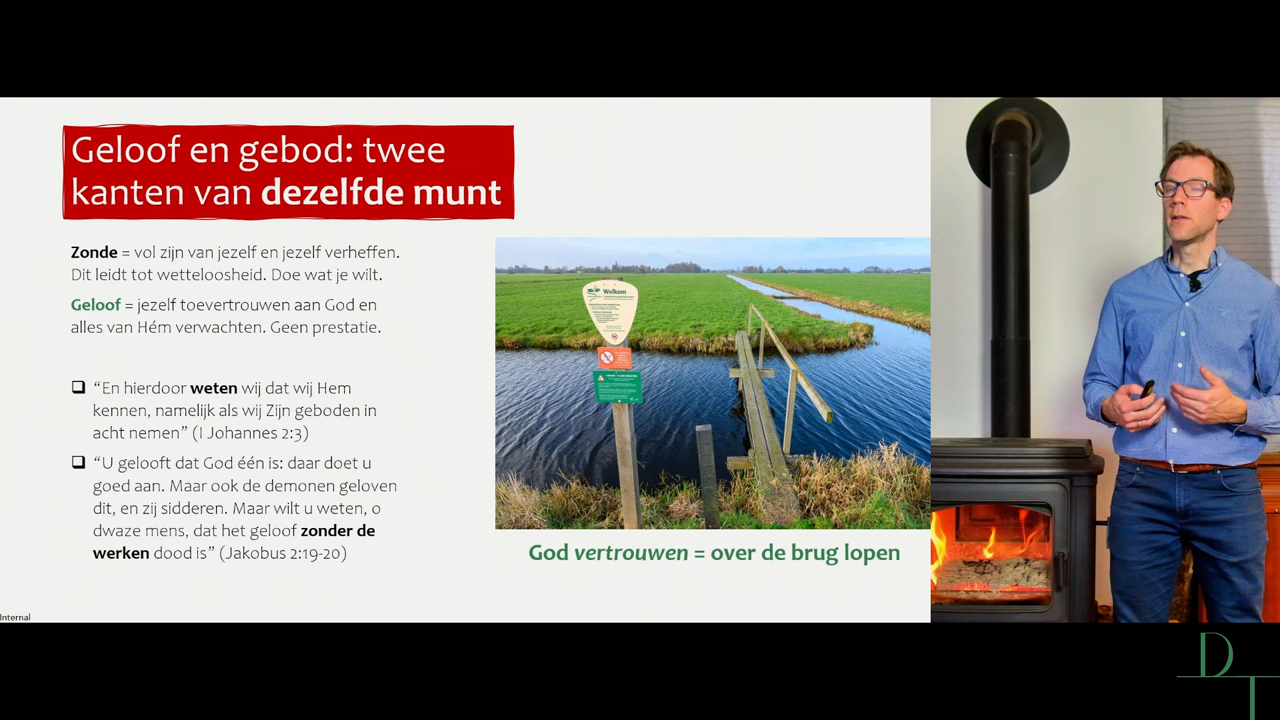 Geloof en gebod: twee
kanten van dezelfde munt
Zonde = vol zijn van jezelf en jezelf verheffen.
Dit leidt tot wetteloosheid. Doe wat je wilt.
Geloof = jezelf toevertrouwen aan God en
alles van Hém verwachten. Geen prestatie.
“En hierdoor weten wij dat wij Hem
kennen, namelijk als wij Zijn geboden in
acht nemen” (I Johannes 2:3)
“U gelooft dat God één is: daar doet u
goed aan. Maar ook de demonen geloven
dit, en zij sidderen. Maar wilt u weten, o
dwaze mens, dat het geloof zonder de
werken dood is” (Jakobus 2:19-20)
Welkom
God vertrouwen = over de brug lopen
Internal
DT